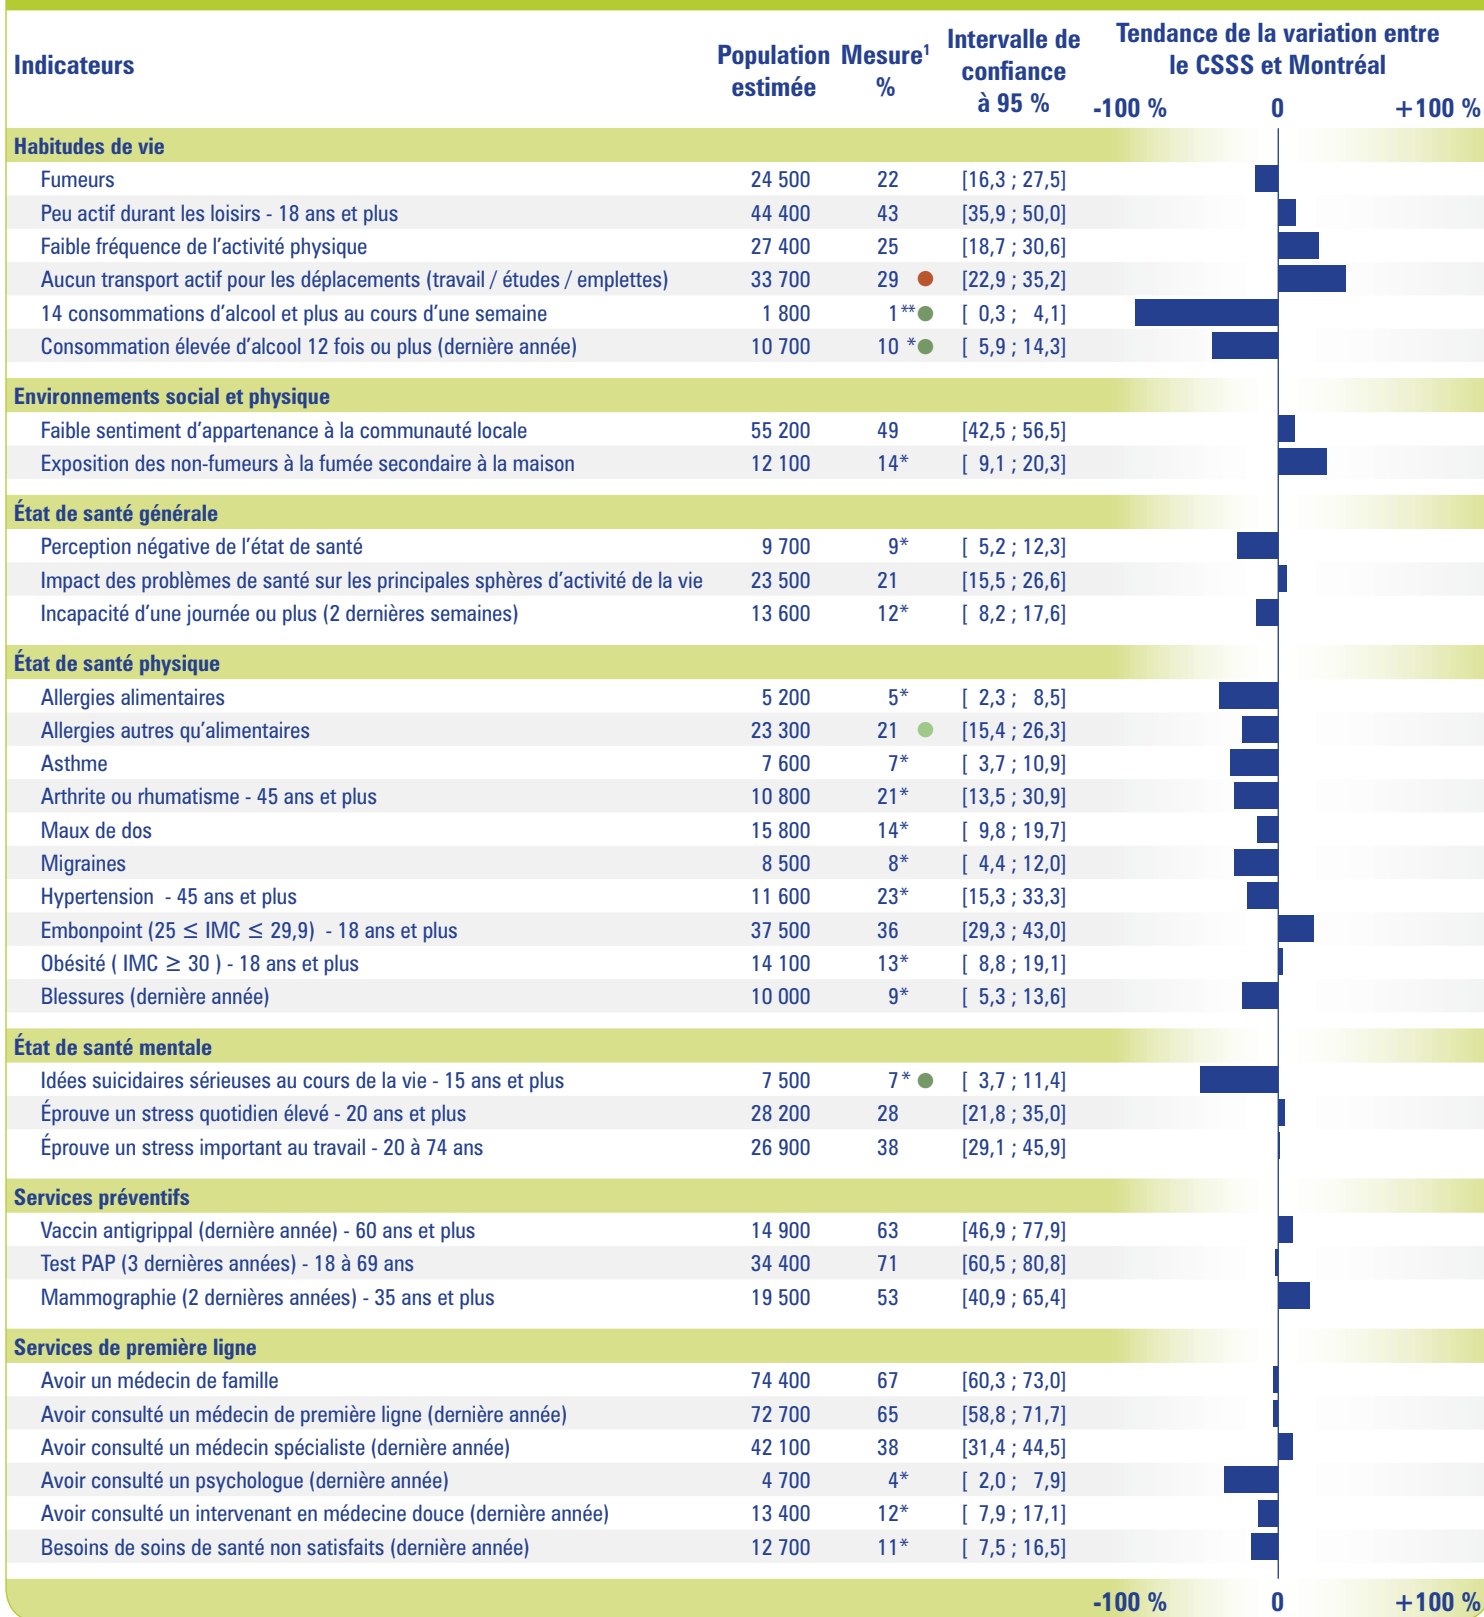 Indicateurs Population estimée Mesure¹ % Intervalle de confiance à 95 % Tendance de la variation entre le CSSS et Montréal
-100 % 0 +100 %
Habitudes de vie
Fumeurs 24 500 22 [16,3 ; 27,5]
Peu actif durant les loisirs - 18 ans et plus 44 400 43 [35,9 ; 50,0]
Faible fréquence de l'activité physique 27 400 25 [18,7 ; 30,6]
Aucun transport actif pour les déplacements (travail / études / emplettes) 33 700 29 ● [22,9 ; 35,2]
14 consommations d'alcool et plus au cours d'une semaine 1 800 1**● [ 0,3 ; 4,1]
Consommation élevée d'alcool 12 fois ou plus (dernière année) 10 700 10 *● [ 5,9 ; 14,3]
Environnements social et physique
Faible sentiment d'appartenance à la communauté locale 55 200 49 [42,5 ; 56,5]
Exposition des non-fumeurs à la fumée secondaire à la maison 12 100 14* [ 9,1 ; 20,3]
État de santé générale
Perception négative de l'état de santé 9 700 9* [ 5,2 ; 12,3]
Impact des problèmes de santé sur les principales sphères d'activité de la vie 23 500 21 [15,5 ; 26,6]
Incapacité d'une journée ou plus (2 dernières semaines) 13 600 12* [ 8,2 ; 17,6]
État de santé physique
Allergies alimentaires 5 200 5* [ 2,3 ; 8,5]
Allergies autres qu'alimentaires 23 300 21 ● [15,4 ; 26,3]
Asthme 7 600 7* [ 3,7 ; 10,9]
Arthrite ou rhumatisme - 45 ans et plus 10 800 21* [13,5 ; 30,9]
Maux de dos 15 800 14* [ 9,8 ; 19,7]
Migraines 8 500 8* [ 4,4 ; 12,0]
Hypertension - 45 ans et plus 11 600 23* [15,3 ; 33,3]
Embonpoint (25 ≤ IMC ≤ 29,9) - 18 ans et plus 37 500 36 [29,3 ; 43,0]
Obésité ( IMC ≥ 30 ) - 18 ans et plus 14 100 13* [ 8,8 ; 19,1]
Blessures (dernière année) 10 000 9* [ 5,3 ; 13,6]
État de santé mentale
Idées suicidaires sérieuses au cours de la vie - 15 ans et plus 7 500 7* ● [ 3,7 ; 11,4]
Éprouve un stress quotidien élevé - 20 ans et plus 28 200 28 [21,8 ; 35,0]
Éprouve un stress important au travail - 20 à 74 ans 26 900 38 [29,1 ; 45,9]
Services préventifs
Vaccin antigrippal (dernière année) - 60 ans et plus 14 900 63 [46,9 ; 77,9]
Test PAP (3 dernières années) - 18 à 69 ans 34 400 71 [60,5 ; 80,8]
Mammographie (2 dernières années) - 35 ans et plus 19 500 53 [40,9 ; 65,4]
Services de première ligne
Avoir un médecin de famille 74 400 67 [60,3 ; 73,0]
Avoir consulté un médecin de première ligne (dernière année) 72 700 65 [58,8 ; 71,7]
Avoir consulté un médecin spécialiste (dernière année) 42 100 38 [31,4 ; 44,5]
Avoir consulté un psychologue (dernière année) 4 700 4* [ 2,0 ; 7,9]
Avoir consulté un intervenant en médecine douce (dernière année) 13 400 12* [ 7,9 ; 17,1]
Besoins de soins de santé non satisfaits (dernière année) 12 700 11* [ 7,5 ; 16,5]
-100 % 0 +100 %